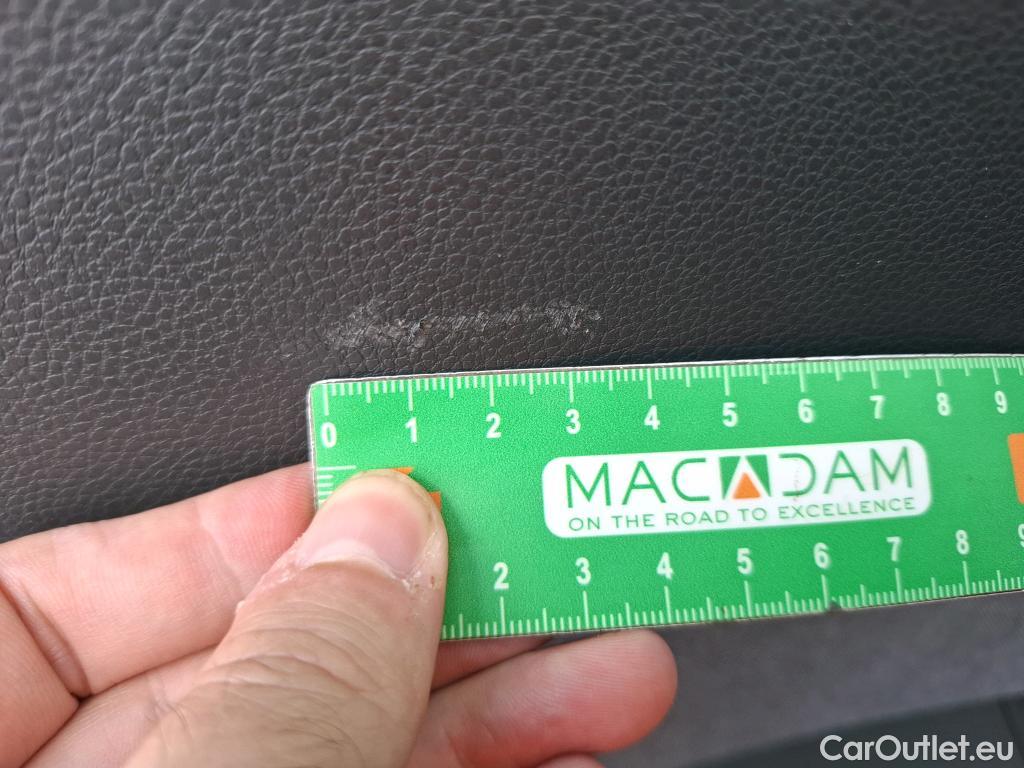 0 1 2 3 4 5 6 7 8 9
MACADAM
ON THE ROAD TO EXCELLENCE
2 3 4 5 6 7 8 9
CarOutlet.eu